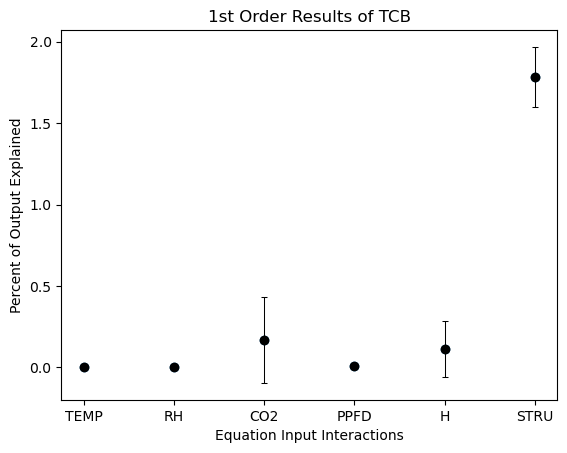 1st Order Results of TCB
Percent of Output Explained
2.0
1.5
1.0
0.5
0.0
TEMP RH CO2 PPFD H STRU
Equation Input Interactions